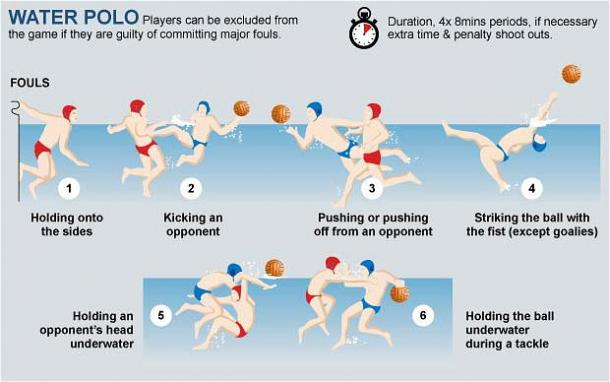 WATER POLO Players can be excluded from
the game if they are guilty of committing major fouls.
Duration, 4x 8mins periods, if necessary
extra time & penalty shoot outs.
FOULS
1
Holding onto
the sides
2
Kicking an
opponent
3
Pushing or pushing
off from an opponent
4
Striking the ball with
the fist (except goalies)
5
Holding an
opponent's head
underwater
6
Holding the ball
underwater
during a tackle